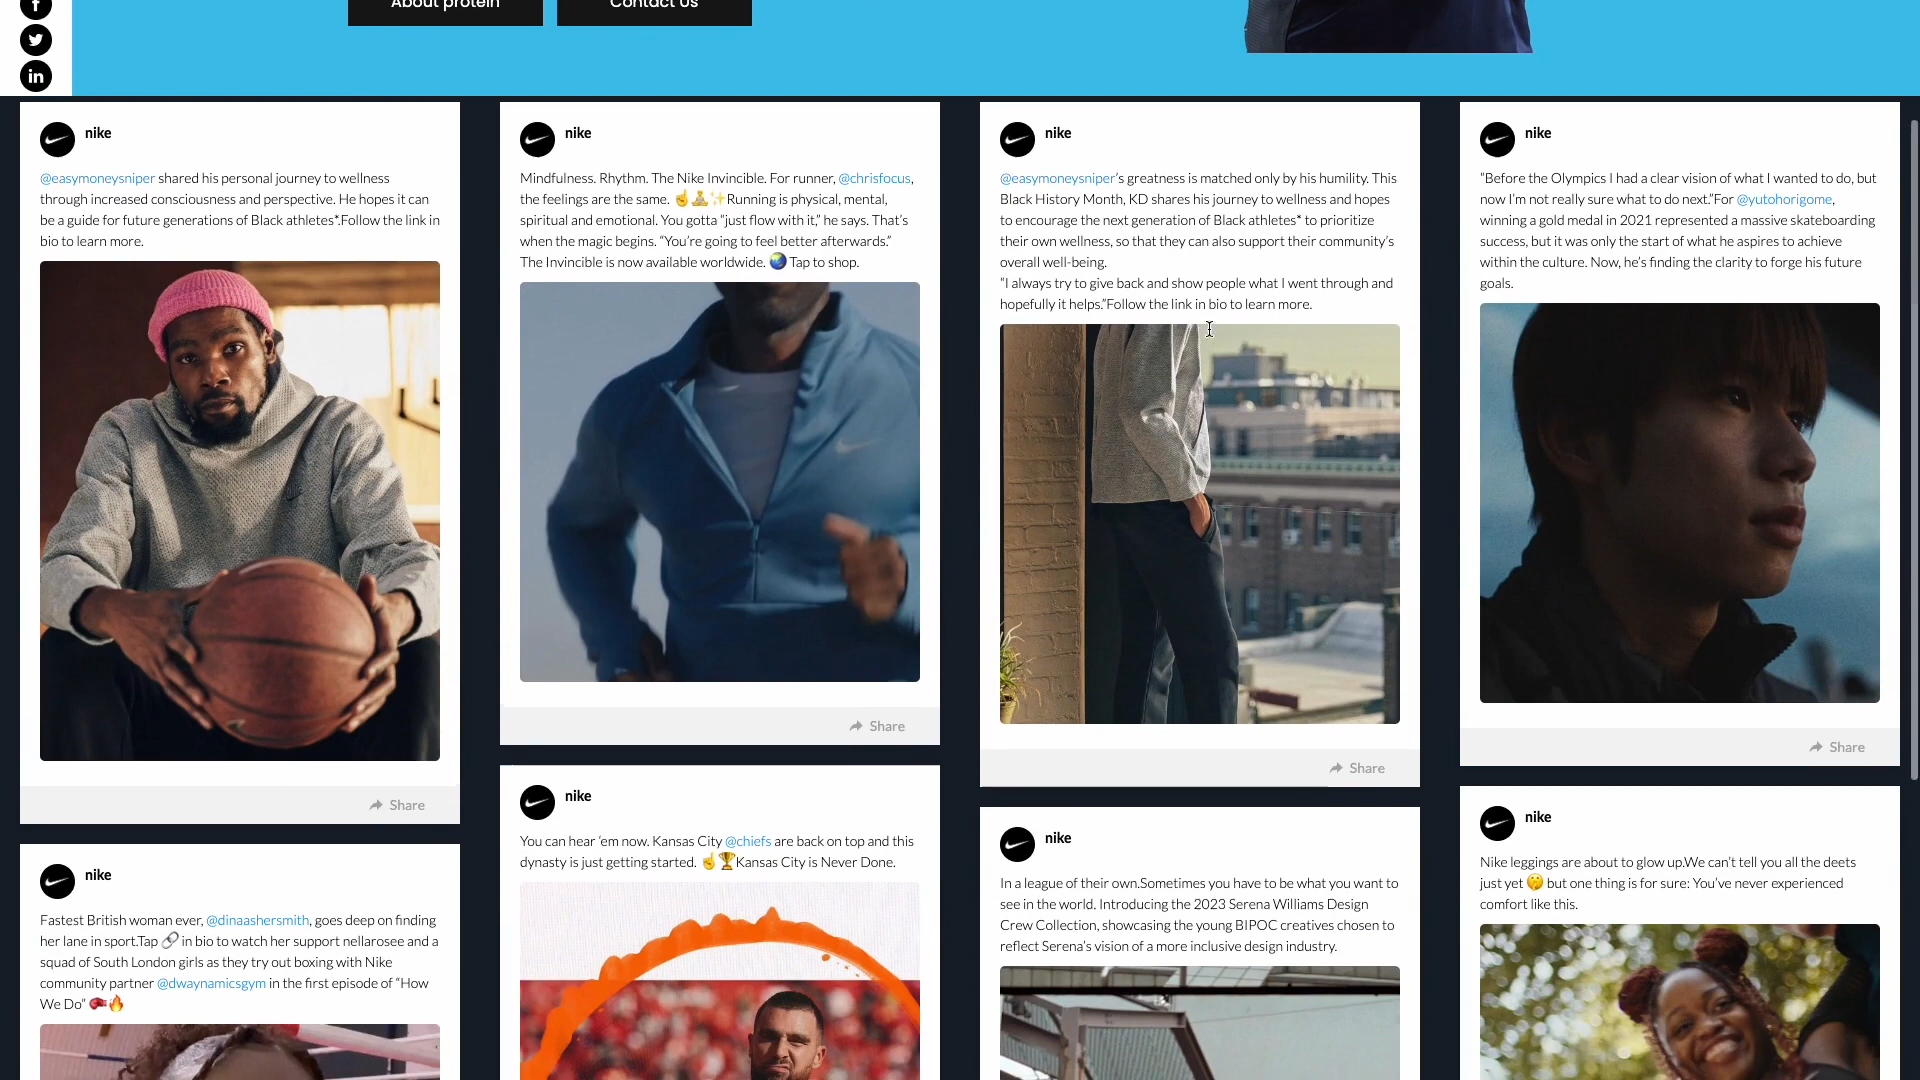 About protein
Contact Us
nike
@easymoneysniper shared his personal journey to wellness
through increased consciousness and perspective. He hopes it can
be a guide for future generations of Black athletes*.Follow the link in
bio to learn more.
Share
nike
Fastest British woman ever, @dinaashersmith, goes deep on finding
her lane in sport.Tap 🔗 in bio to watch her support nellarosee and a
squad of South London girls as they try out boxing with Nike
community partner @dwaynamicsgym in the first episode of “How
We Do” 🥊🔥
nike
Mindfulness. Rhythm. The Nike Invincible. For runner, @chrisfocus,
the feelings are the same. ☝️🧘✨Running is physical, mental,
spiritual and emotional. You gotta “just flow with it,” he says. That’s
when the magic begins. “You’re going to feel better afterwards.”
The Invincible is now available worldwide. 🌏 Tap to shop.
Share
nike
You can hear ‘em now. Kansas City @chiefs are back on top and this
dynasty is just getting started. ☝️🏆Kansas City is Never Done.
nike
@easymoneysniper’s greatness is matched only by his humility. This
Black History Month, KD shares his journey to wellness and hopes
to encourage the next generation of Black athletes* to prioritize
their own wellness, so that they can also support their community’s
overall well-being.
“I always try to give back and show people what I went through and
hopefully it helps.”Follow the link in bio to learn more.
Share
nike
In a league of their own.Sometimes you have to be what you want to
see in the world. Introducing the 2023 Serena Williams Design
Crew Collection, showcasing the young BIPOC creatives chosen to
reflect Serena’s vision of a more inclusive design industry.
nike
“Before the Olympics I had a clear vision of what I wanted to do, but
now I’m not really sure what to do next.”For @yutohorigome,
winning a gold medal in 2021 represented a massive skateboarding
success, but it was only the start of what he aspires to achieve
within the culture. Now, he’s finding the clarity to forge his future
goals.
Share
nike
Nike leggings are about to glow up.We can’t tell you all the deets
just yet 🤫 but one thing is for sure: You’ve never experienced
comfort like this.